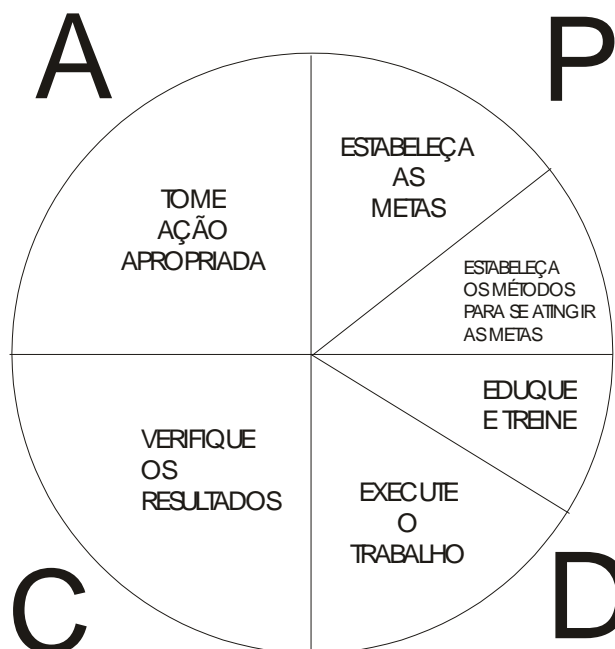 A
P
ESTABELEÇA
AS
METAS
TOME
AÇÃO
APROPRIADA
ESTABELEÇA
OS MÉTODOS
PARA SE ATINGIR
AS METAS
EDUQUE
E TREINE
VERIFIQUE
OS
RESULTADOS
EXECUTE
O
TRABALHO
C
D